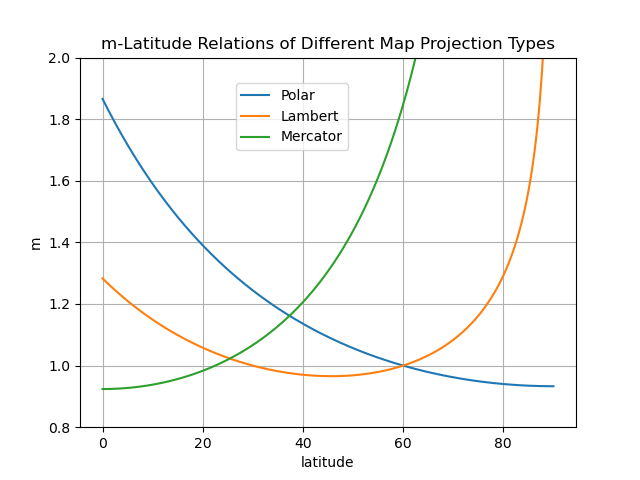 m-Latitude Relations of Different Map Projection Types
2.0
1.8
1.6
1.4
1.2
1.0
0.8
m
Polar
Lambert
Mercator
0 20 40 60 80
latitude